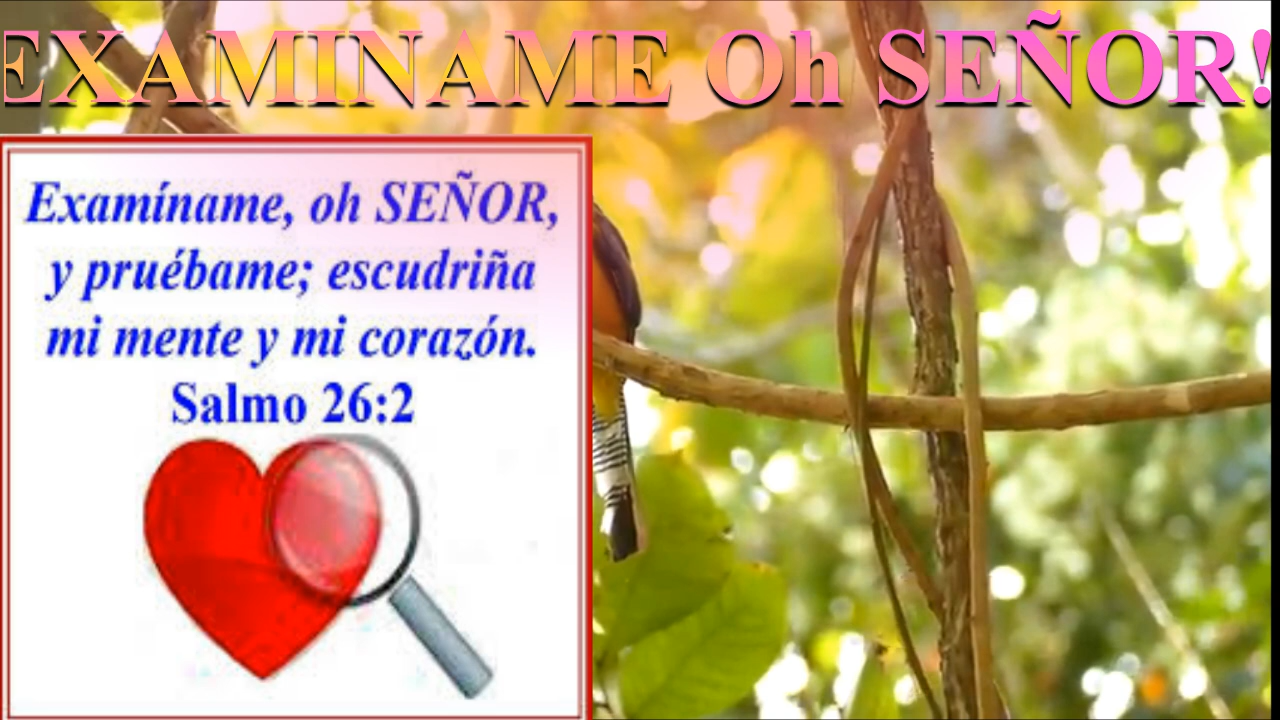 EXAMINAME Oh SEÑOR!
Examíname, oh SEÑOR,
y pruébame; escudriña
mi mente y mi corazón.
Salmo 26:2